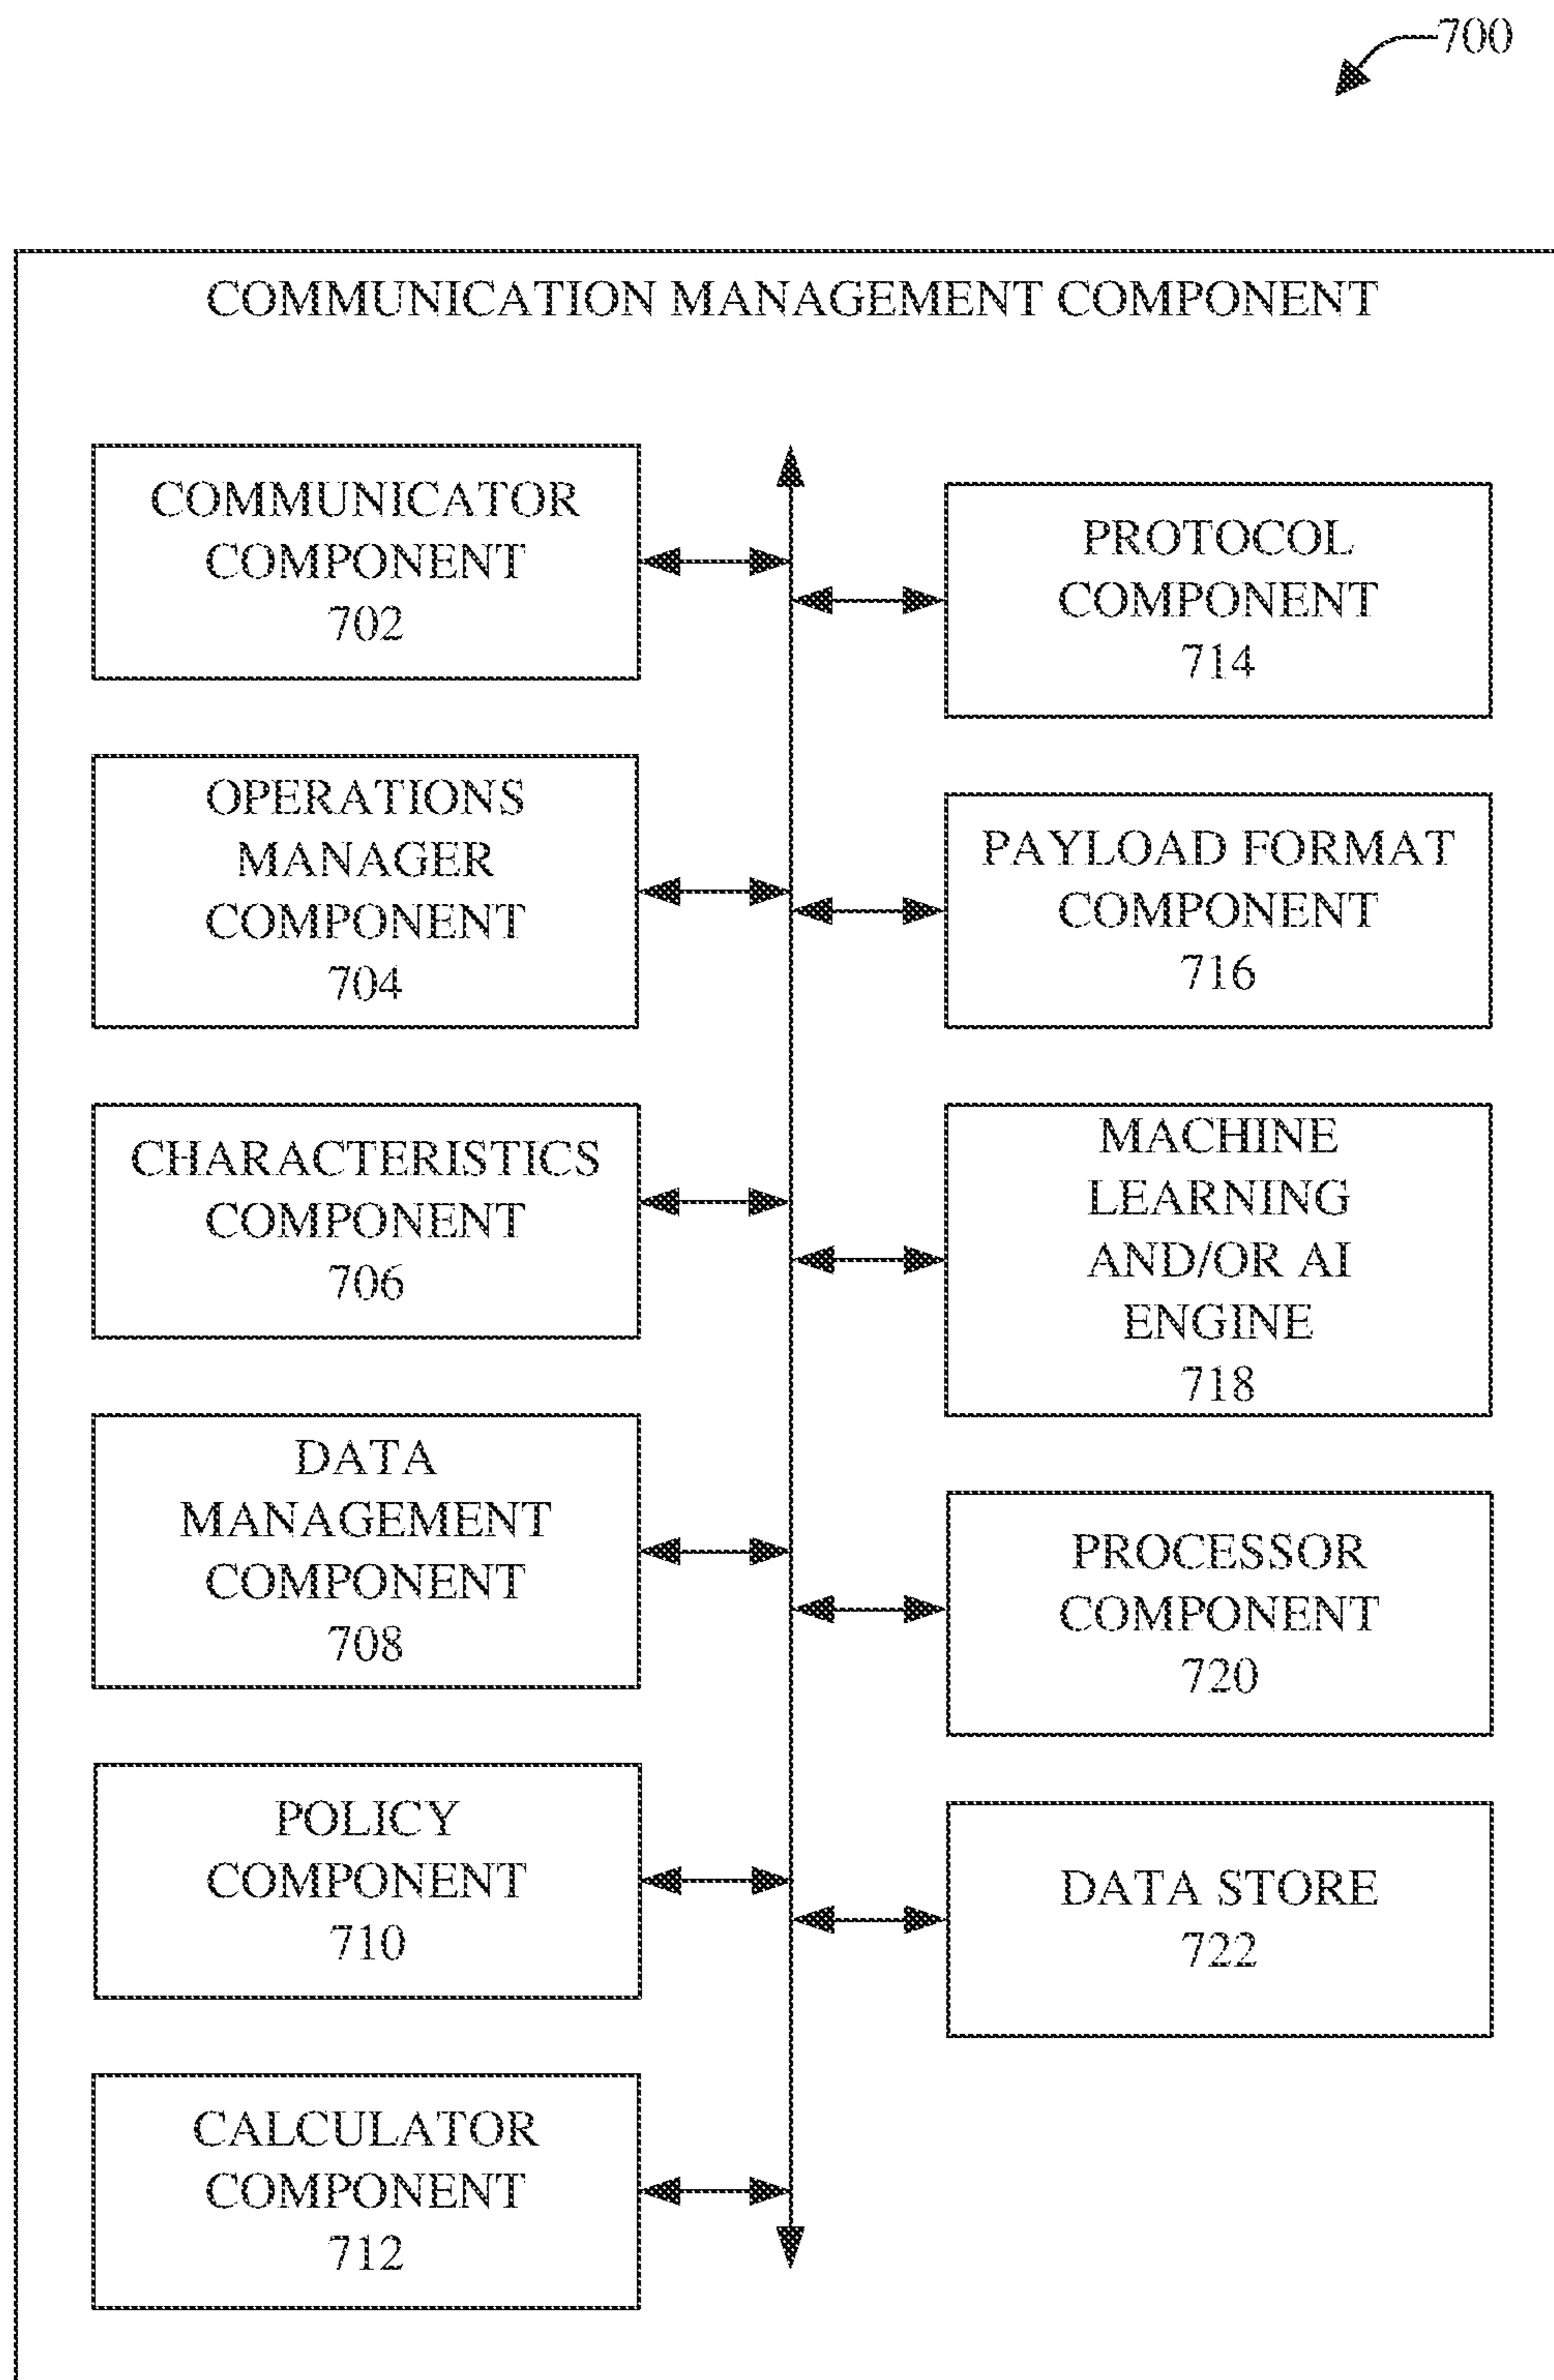 700
COMMUNICATION MANAGEMENT COMPONENT
COMMUNICATOR
COMPONENT
702
OPERATIONS
MANAGER
COMPONENT
704
CHARACTERISTICS
COMPONENT
706
DATA
MANAGEMENT
COMPONENT
708
POLICY
COMPONENT
710
CALCULATOR
COMPONENT
712
PROTOCOL
COMPONENT
714
PAYLOAD FORMAT
COMPONENT
716
MACHINE
LEARNING
AND/OR AI
ENGINE
718
PROCESSOR
COMPONENT
720
DATA STORE
722